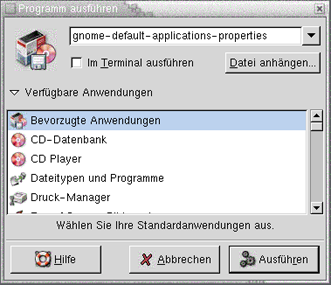 Programm ausführen
gnome-default-applications-properties
Im Terminal ausführen
Datei anhängen...
Verfügbare Anwendungen
Bevorzugte Anwendungen
CD-Datenbank
CD Player
Dateitypen und Programme
Druck-Manager
Wählen Sie Ihre Standardanwendungen aus.
Hilfe
Abbrechen
Ausführen